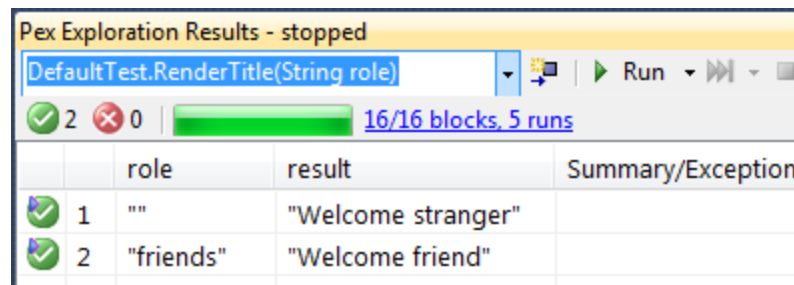 Pex Exploration Results - stopped
DefaultTest.RenderTitle(String role) Run
2 0 16/16 blocks, 5 runs
role result Summary/Exception
1 "" "Welcome stranger"
2 "friends" "Welcome friend"